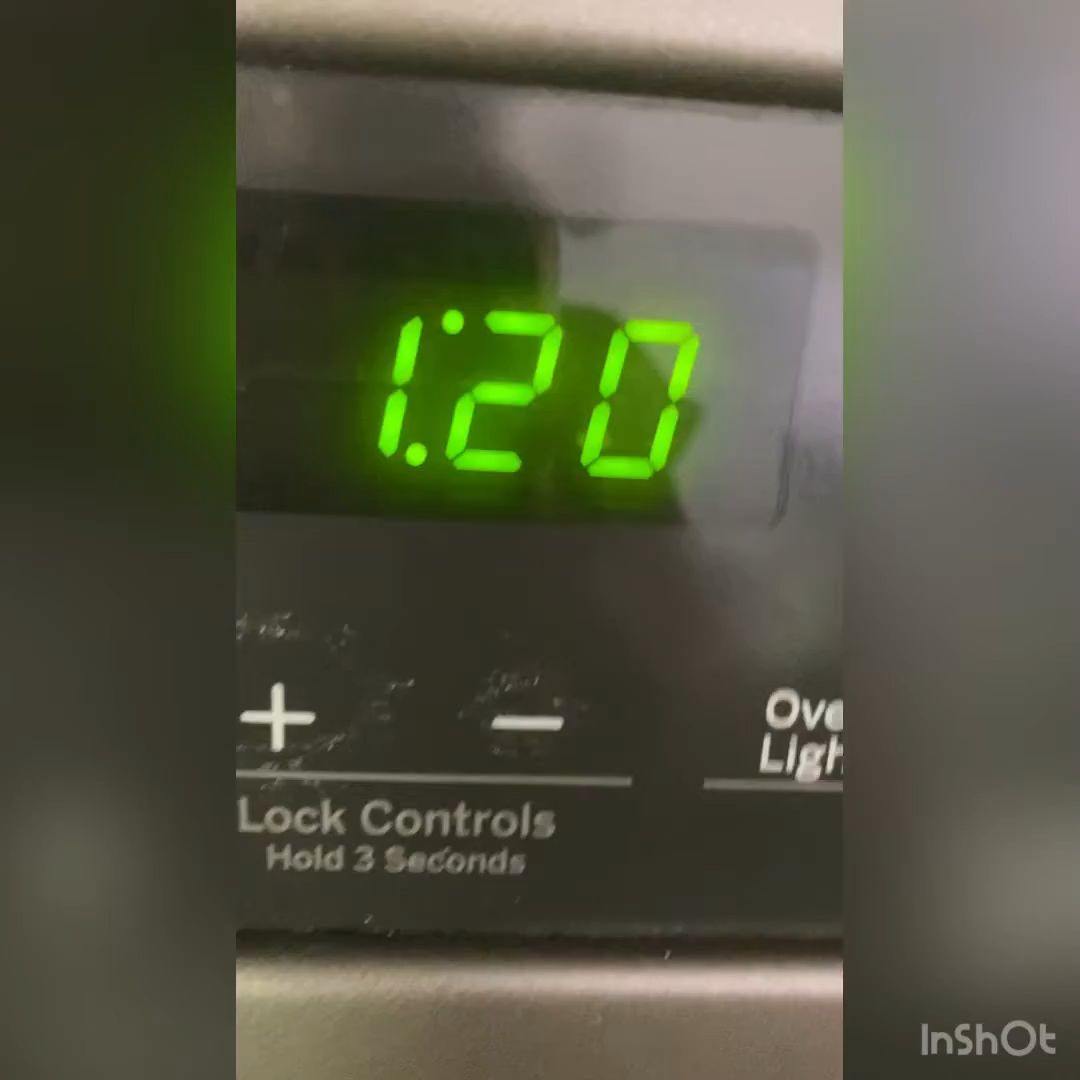 1:20
+ -
Ove
Ligh
Lock Controls
Hold 3 Seconds
InShOt